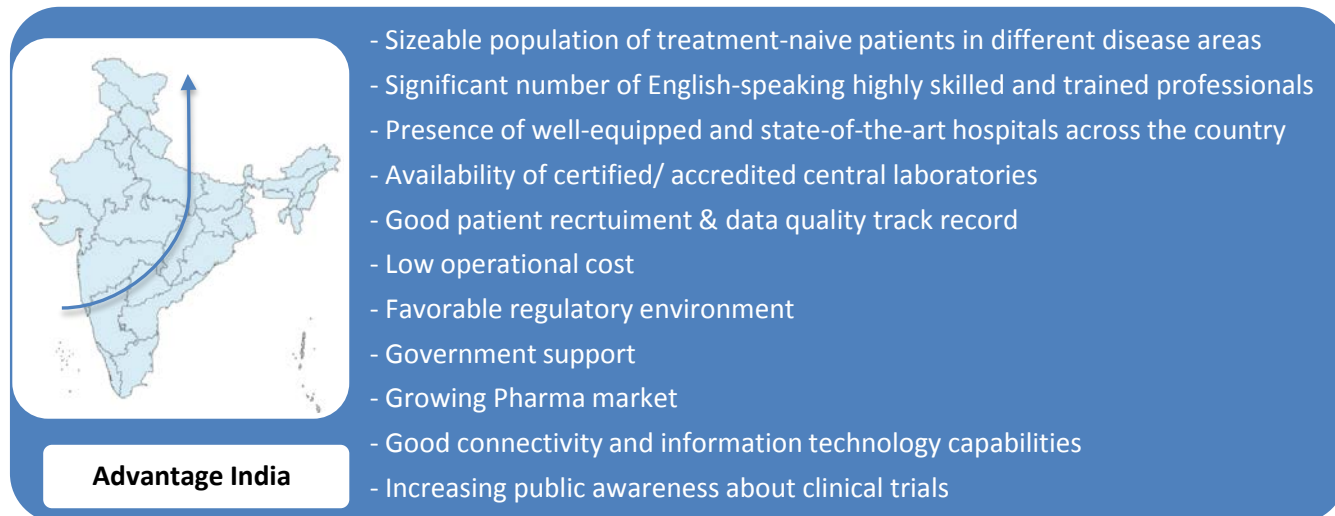 - Sizeable population of treatment-naive patients in different disease areas
- Significant number of English-speaking highly skilled and trained professionals
- Presence of well-equipped and state-of-the-art hospitals across the country
- Availability of certified/ accredited central laboratories
- Good patient recrtuiment & data quality track record
- Low operational cost
- Favorable regulatory environment
- Government support
- Growing Pharma market
- Good connectivity and information technology capabilities
- Increasing public awareness about clinical trials
Advantage India